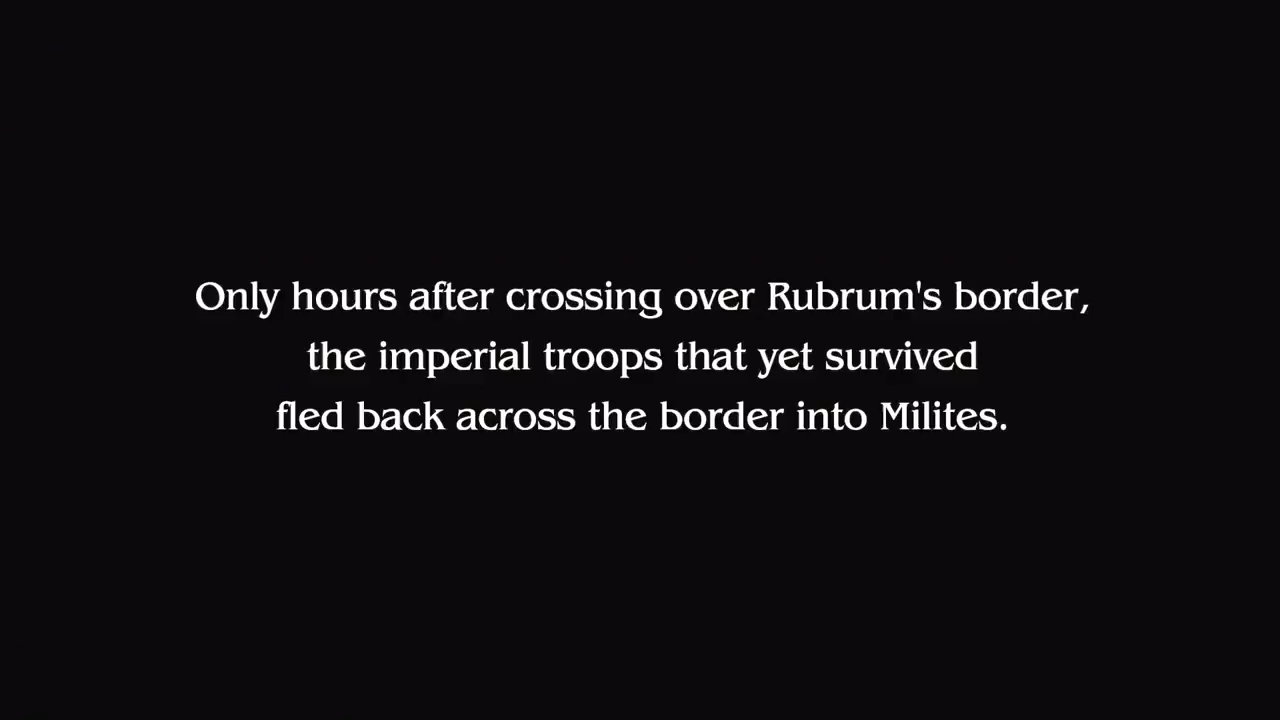 Only hours after crossing over Rubrum's border,
the imperial troops that yet survived
fled back across the border into Milites.